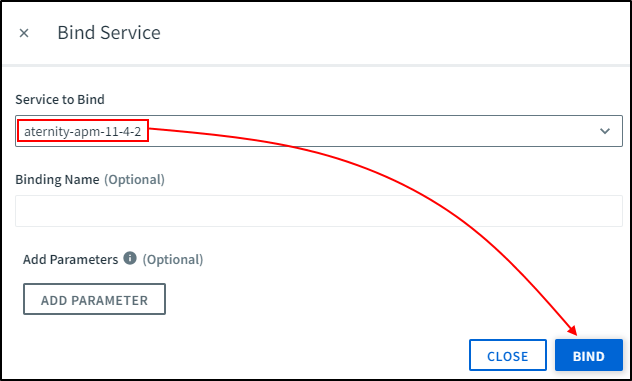 Bind Service
Service to Bind
aternity-apm-11-4-2
Binding Name (Optional)
Add Parameters (Optional)
ADD PARAMETER
CLOSE BIND